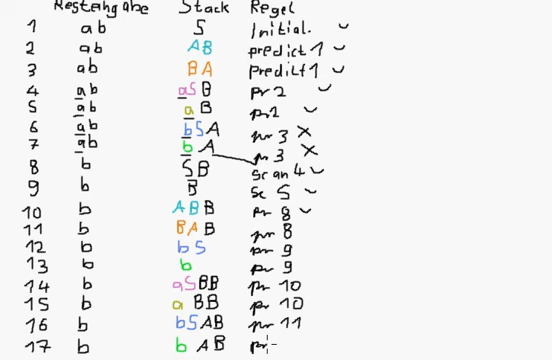 Resteingabe Stack Regel
1 ab S Initial. ✓
2 ab AB predict 1 ✓
3 ab BA predikt 1 ✓
4 ab aSB pr 2 ✓
5 ab aB pr 2 ✓
6 ab bSA pr 3 ×
7 ab bA pr 3 ×
8 b SB scan 4 ✓
9 b B sc 5 ✓
10 b ABB pr 8 ✓
11 b BAB pr 8
12 b bS pr 9
13 b b pr 9
14 b aSBB pr 10
15 b aBB pr 10
16 b bSAB pr 11
17 b bAB pr